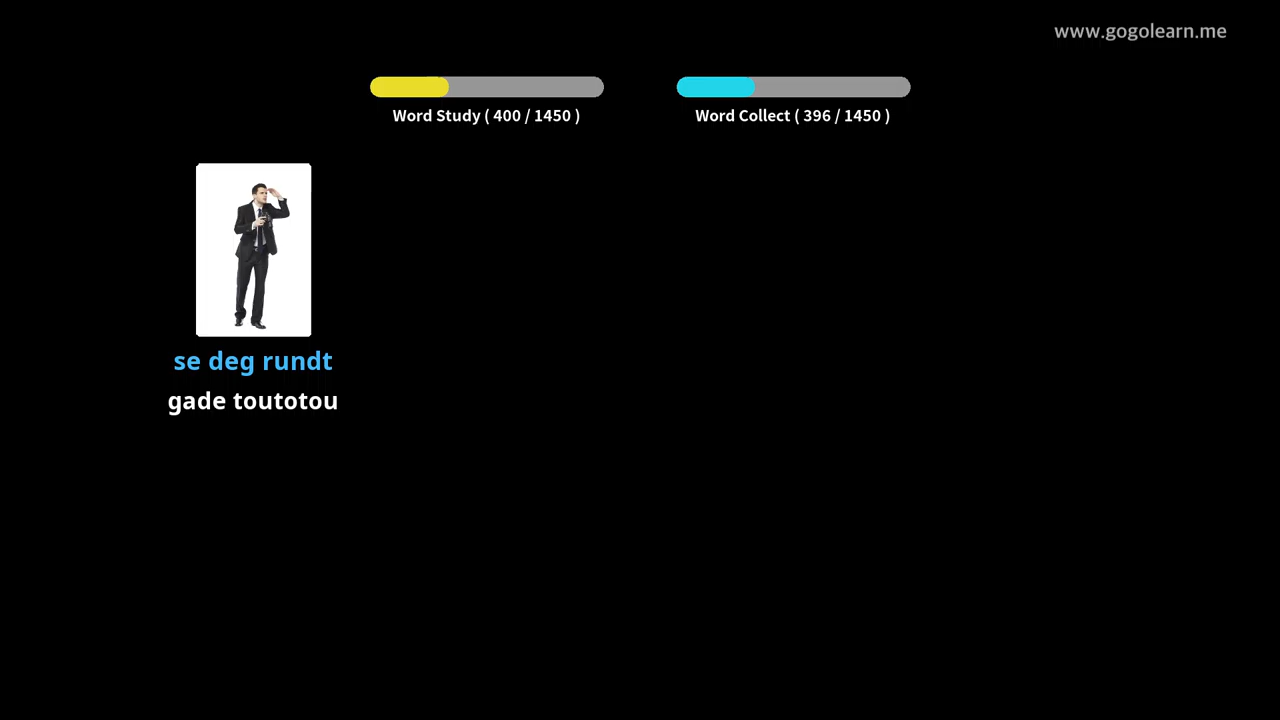 www.gogolearn.me
Word Study ( 400 / 1450 )
Word Collect ( 396 / 1450 )
se deg rundt
gade toutotou